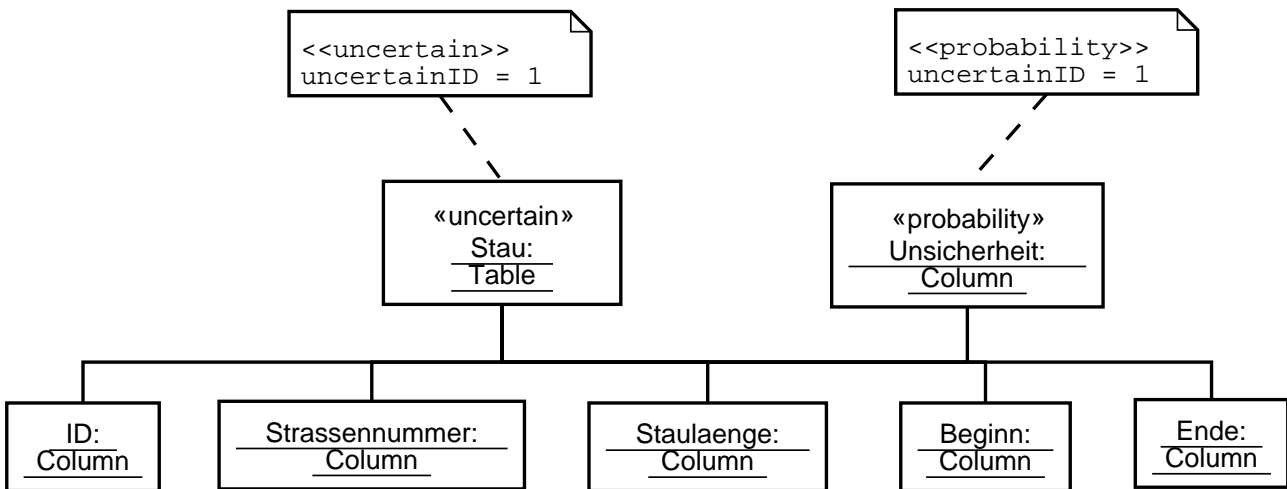 <<uncertain>>
uncertainID = 1
<<probability>>
uncertainID = 1
«uncertain»
Stau:
Table
«probability»
Unsicherheit:
Column
ID:
Column
Strassennummer:
Column
Staulaenge:
Column
Beginn:
Column
Ende:
Column